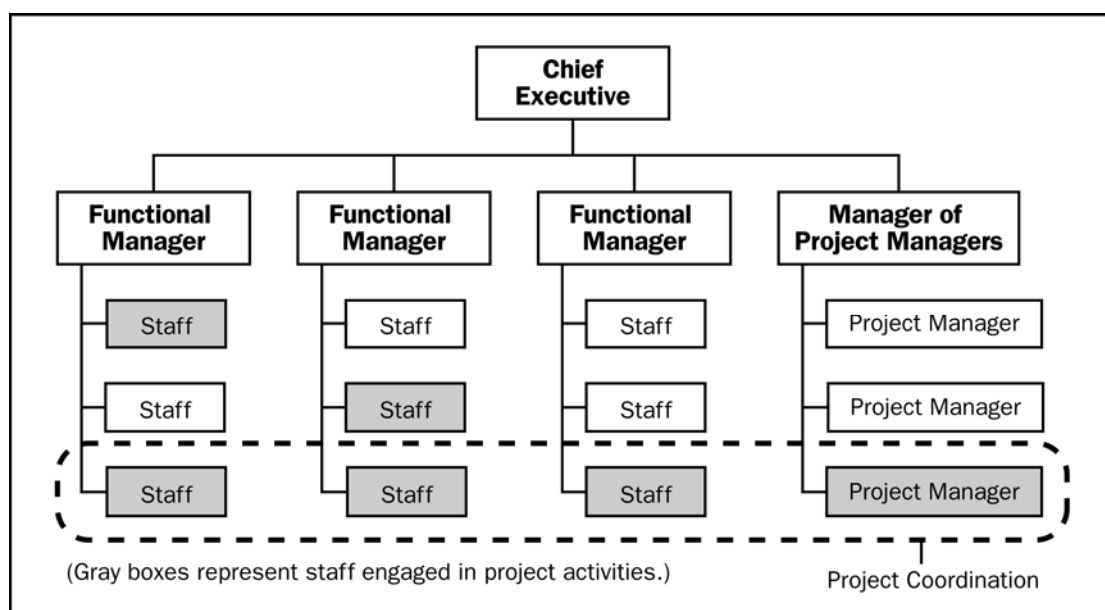 Chief
Executive
Functional
Manager
Functional
Manager
Functional
Manager
Manager of
Project Managers
Staff
Staff
Staff
Project Manager
Staff
Staff
Staff
Project Manager
Staff
Staff
Staff
Project Manager
(Gray boxes represent staff engaged in project activities.)
Project Coordination